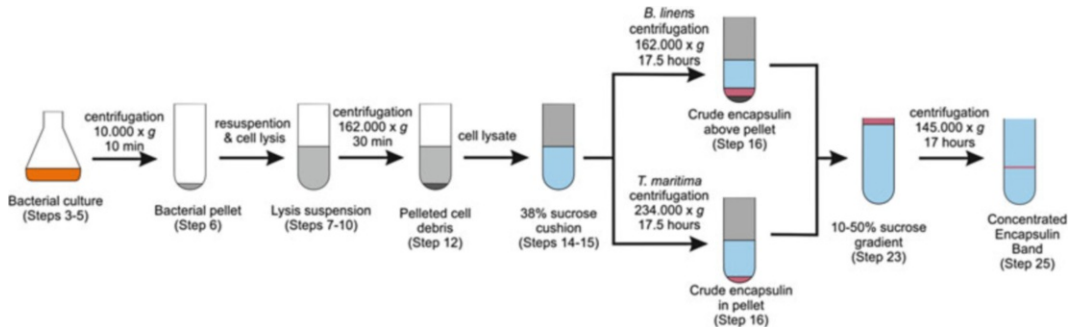 centrifugation
10.000 x g
10 min
Bacterial culture
(Steps 3-5)
Bacterial pellet
(Step 6)
resuspention
& cell lysis
Lysis suspension
(Steps 7-10)
centrifugation
162.000 x g
30 min
Pelleted cell
debris
(Step 12)
cell lysate
38% sucrose
cushion
(Steps 14-15)
B. linens
centrifugation
162.000 x g
17.5 hours
Crude encapsulin
above pellet
(Step 16)
T. maritima
centrifugation
234.000 x g
17.5 hours
Crude encapsulin
in pellet
(Step 16)
10-50% sucrose
gradient
(Step 23)
centrifugation
145.000 x g
17 hours
Concentrated
Encapsulin
Band
(Step 25)